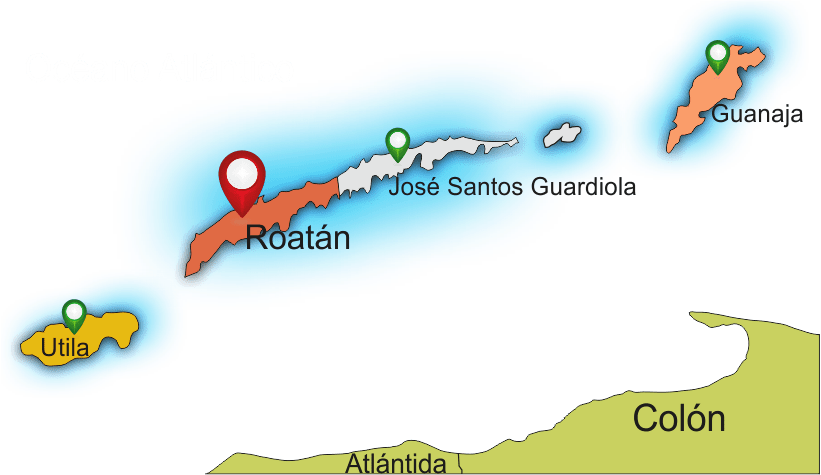 Guanaja
José Santos Guardiola
Roatán
Utila
Colón
Atlántida